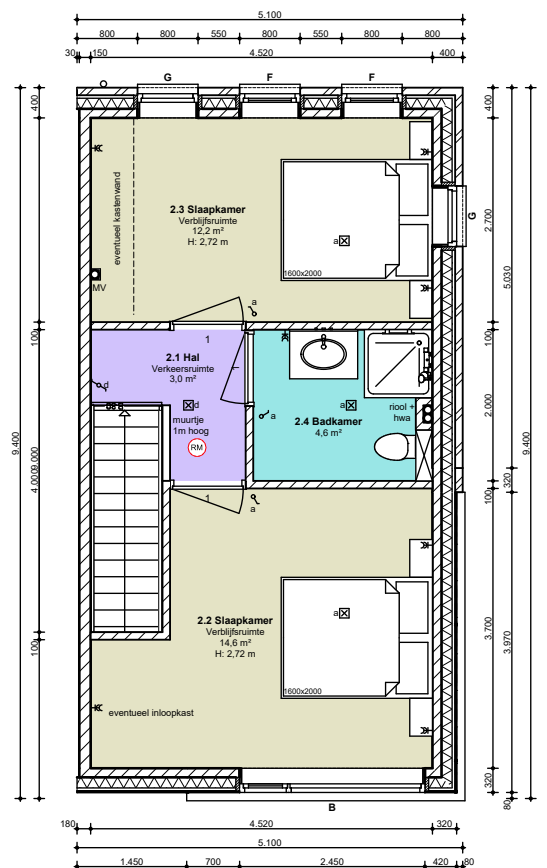 5.100
800 800 550 800 550 800 800
30 150 4.520 400
G F F
400 400
2.3 Slaapkamer
Verblijfsruimte
12,2 m²
H: 2,72 m
eventueel kastenwand
a
1600x2000
MV
G
2.700
5.030
a
1
100 100
2.1 Hal
Verkeersruimte
3,0 m²
1
d
d
muurtje
1m hoog
RM
a
a
2.4 Badkamer
4,6 m²
riool +
hwa
2.000
9.400
4.000
9.000
9.400
320
100
1
a
2.2 Slaapkamer
Verblijfsruimte
14,6 m²
H: 2,72 m
a
1600x2000
100
3.700
3.970
eventueel inloopkast
320
80
B
180 4.520 320
5.100
1.450 700 2.450 420 80